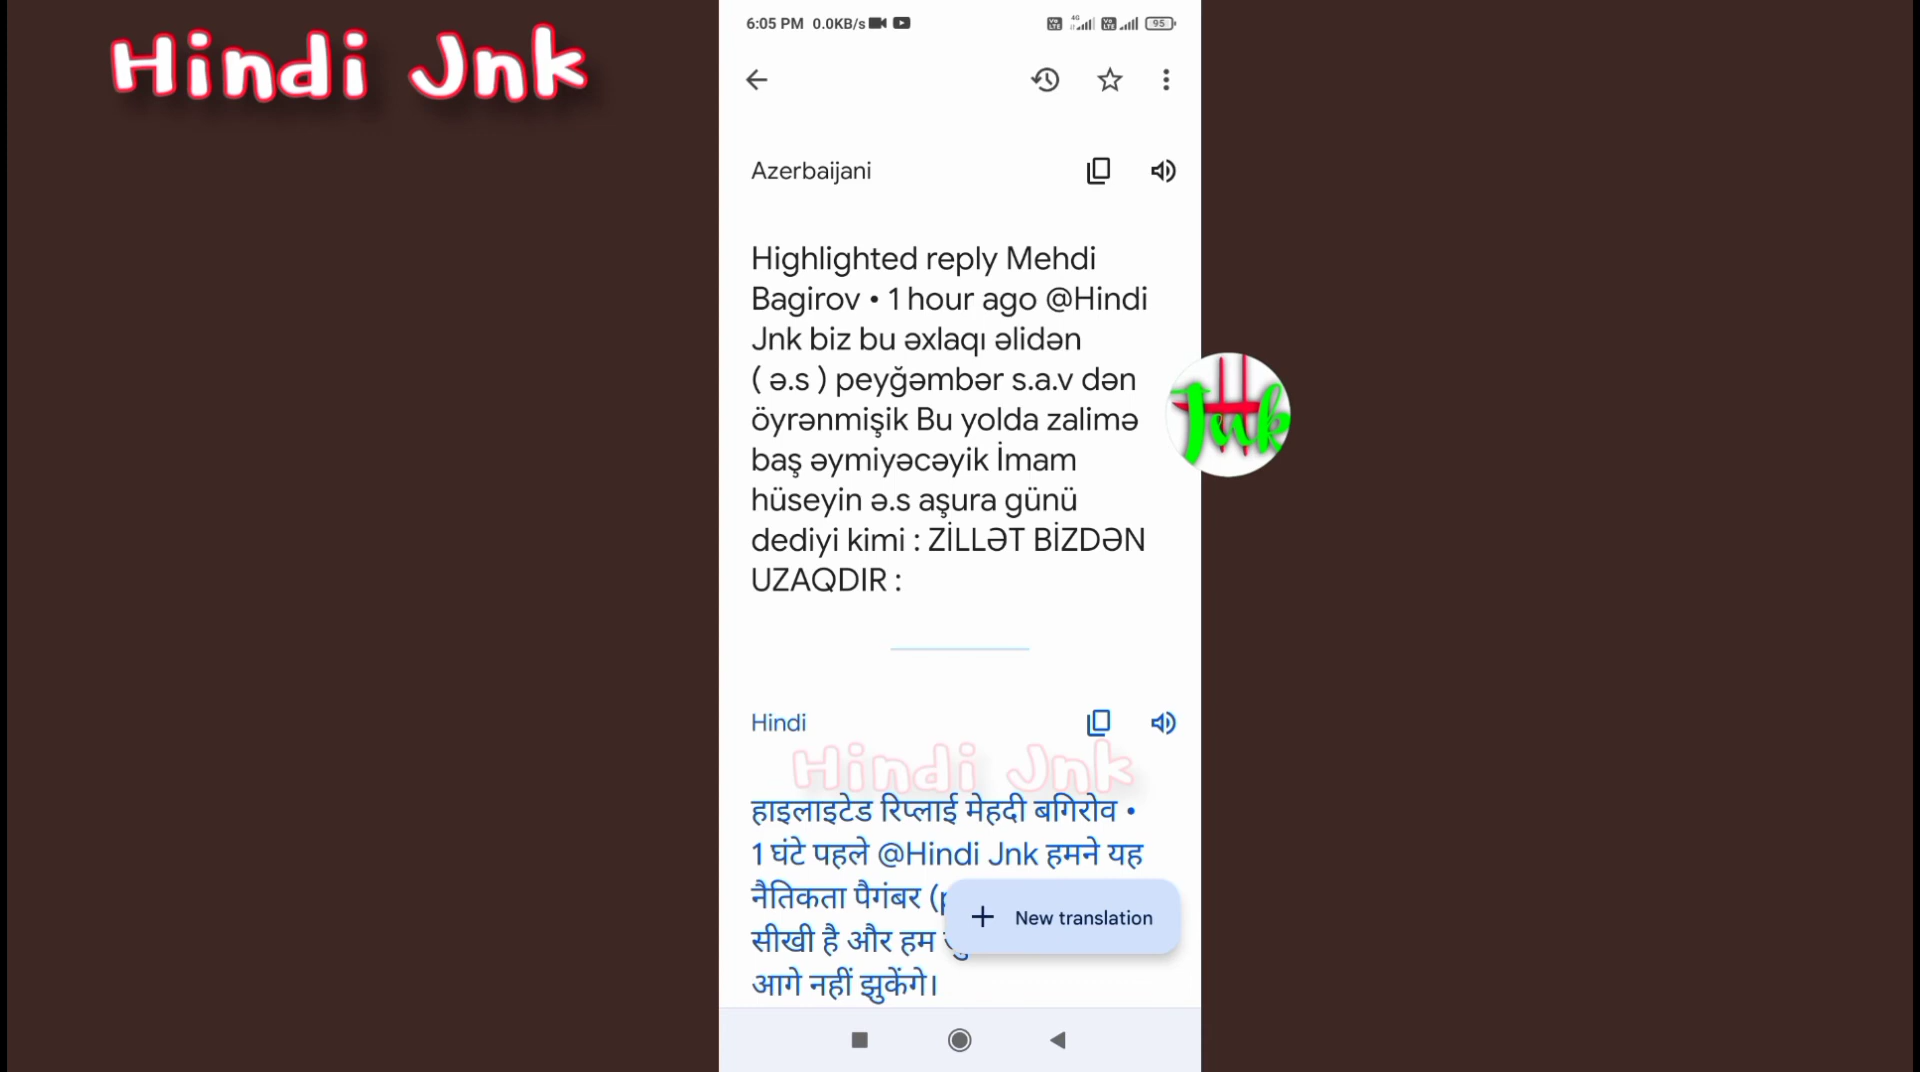 Hindi Jnk
6:05 PM 0.0KB/s
4G
95
Azerbaijani
Highlighted reply Mehdi
Bagirov • 1 hour ago @Hindi
Jnk biz bu əxlaqı əlidən
( ə.s ) peyğəmbər s.a.v dən
öyrənmişik Bu yolda zalimə
baş əymiyəcəyik İmam
hüseyin ə.s aşura günü
dediyi kimi : ZİLLƏT BİZDƏN
UZAQDIR :
Jnk
Hindi
Hindi Jnk
हाइलाइटेड रिप्लाई मेहदी बगिरोव •
1 घंटे पहले @Hindi Jnk हमने यह
नैतिकता पैगंबर (
सीखी है और हम
आगे नहीं झुकेंगे।
+ New translation